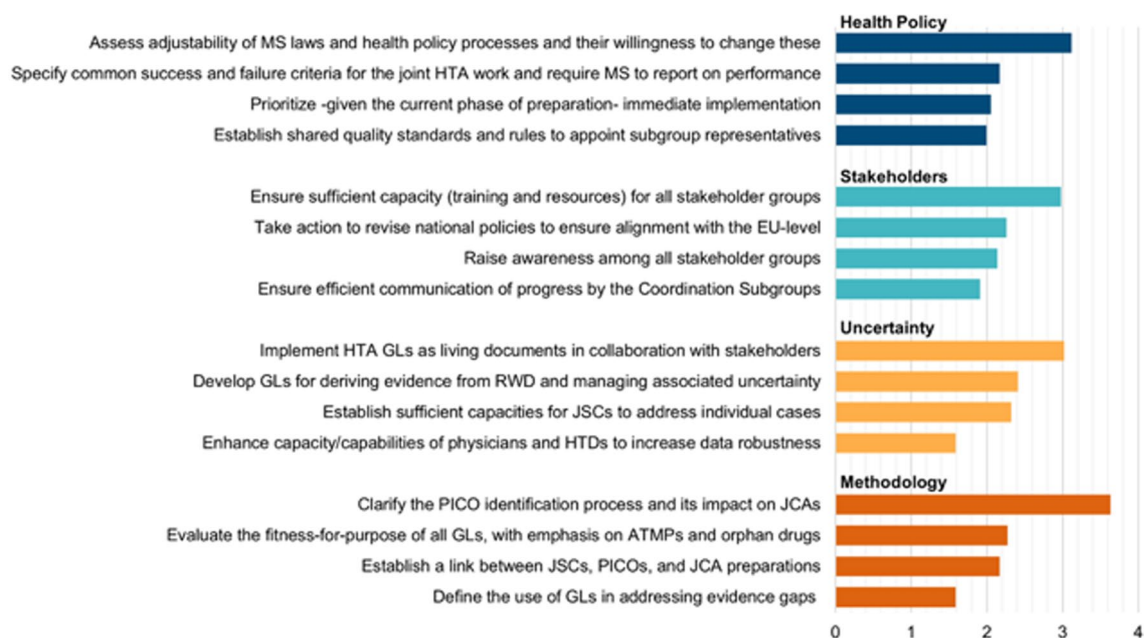 Health Policy
Assess adjustability of MS laws and health policy processes and their willingness to change these
Specify common success and failure criteria for the joint HTA work and require MS to report on performance
Prioritize -given the current phase of preparation- immediate implementation
Establish shared quality standards and rules to appoint subgroup representatives
Stakeholders
Ensure sufficient capacity (training and resources) for all stakeholder groups
Take action to revise national policies to ensure alignment with the EU-level
Raise awareness among all stakeholder groups
Ensure efficient communication of progress by the Coordination Subgroups
Uncertainty
Implement HTA GLs as living documents in collaboration with stakeholders
Develop GLs for deriving evidence from RWD and managing associated uncertainty
Establish sufficient capacities for JSCs to address individual cases
Enhance capacity/capabilities of physicians and HTDs to increase data robustness
Methodology
Clarify the PICO identification process and its impact on JCAs
Evaluate the fitness-for-purpose of all GLs, with emphasis on ATMPs and orphan drugs
Establish a link between JSCs, PICOs, and JCA preparations
Define the use of GLs in addressing evidence gaps
0 1 2 3 4